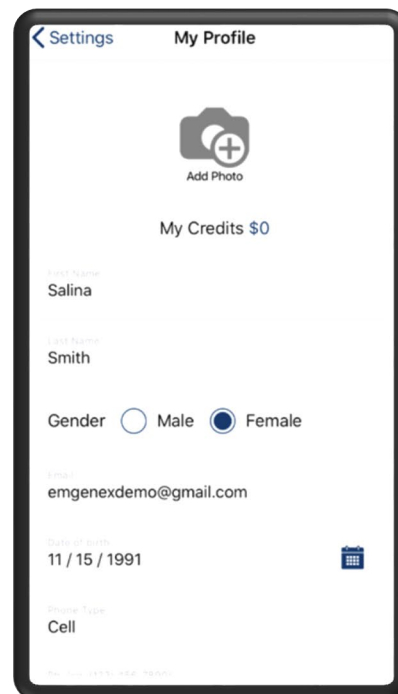 Settings My Profile
Add Photo
My Credits $0
First Name
Salina
Last Name
Smith
Gender Male Female
Email
emgenexdemo@gmail.com
Date of birth
11 / 15 / 1991
Phone Type
Cell